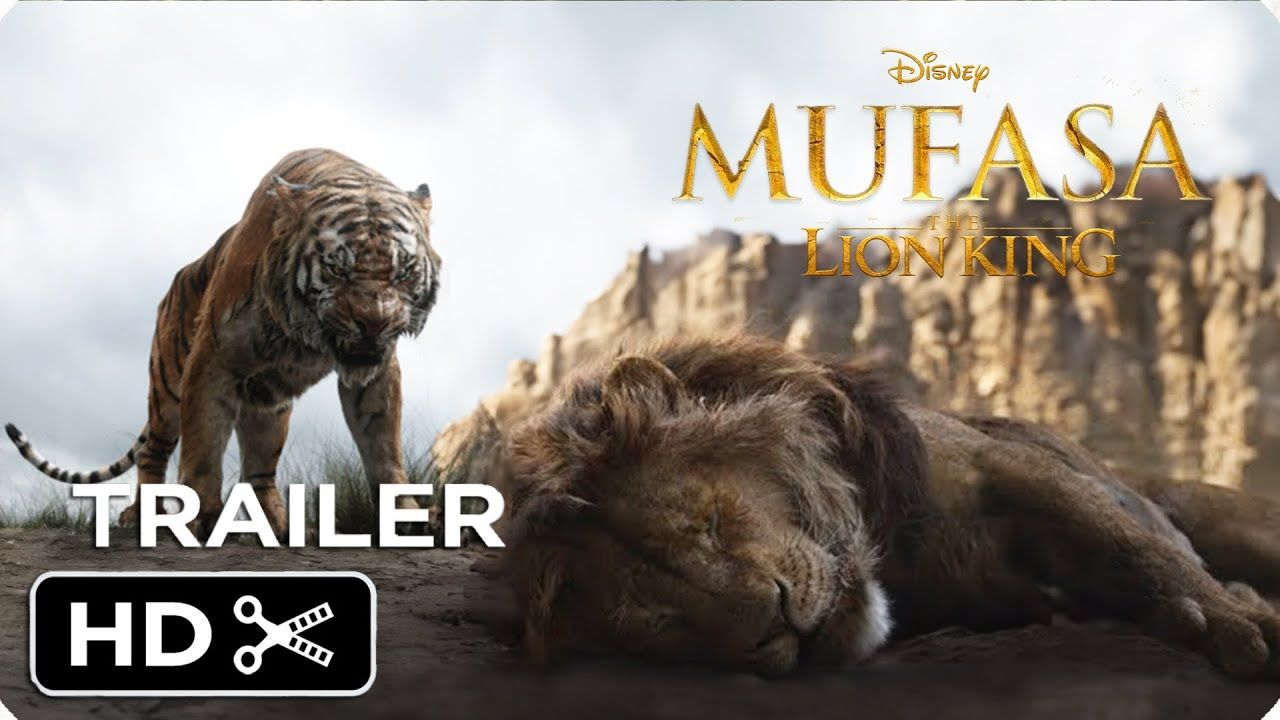 Disney
MUFASA
THE
LION KING
TRAILER
HD